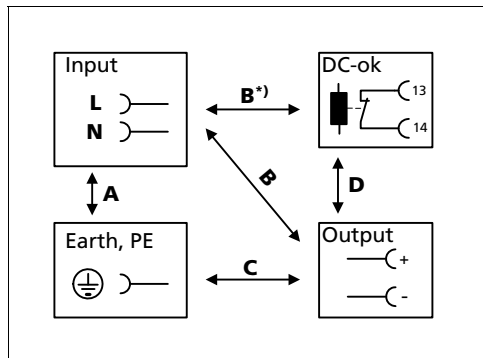 Input
L
N
B*)
DC-ok
13
14
A
B
D
Earth, PE
C
Output
+
-